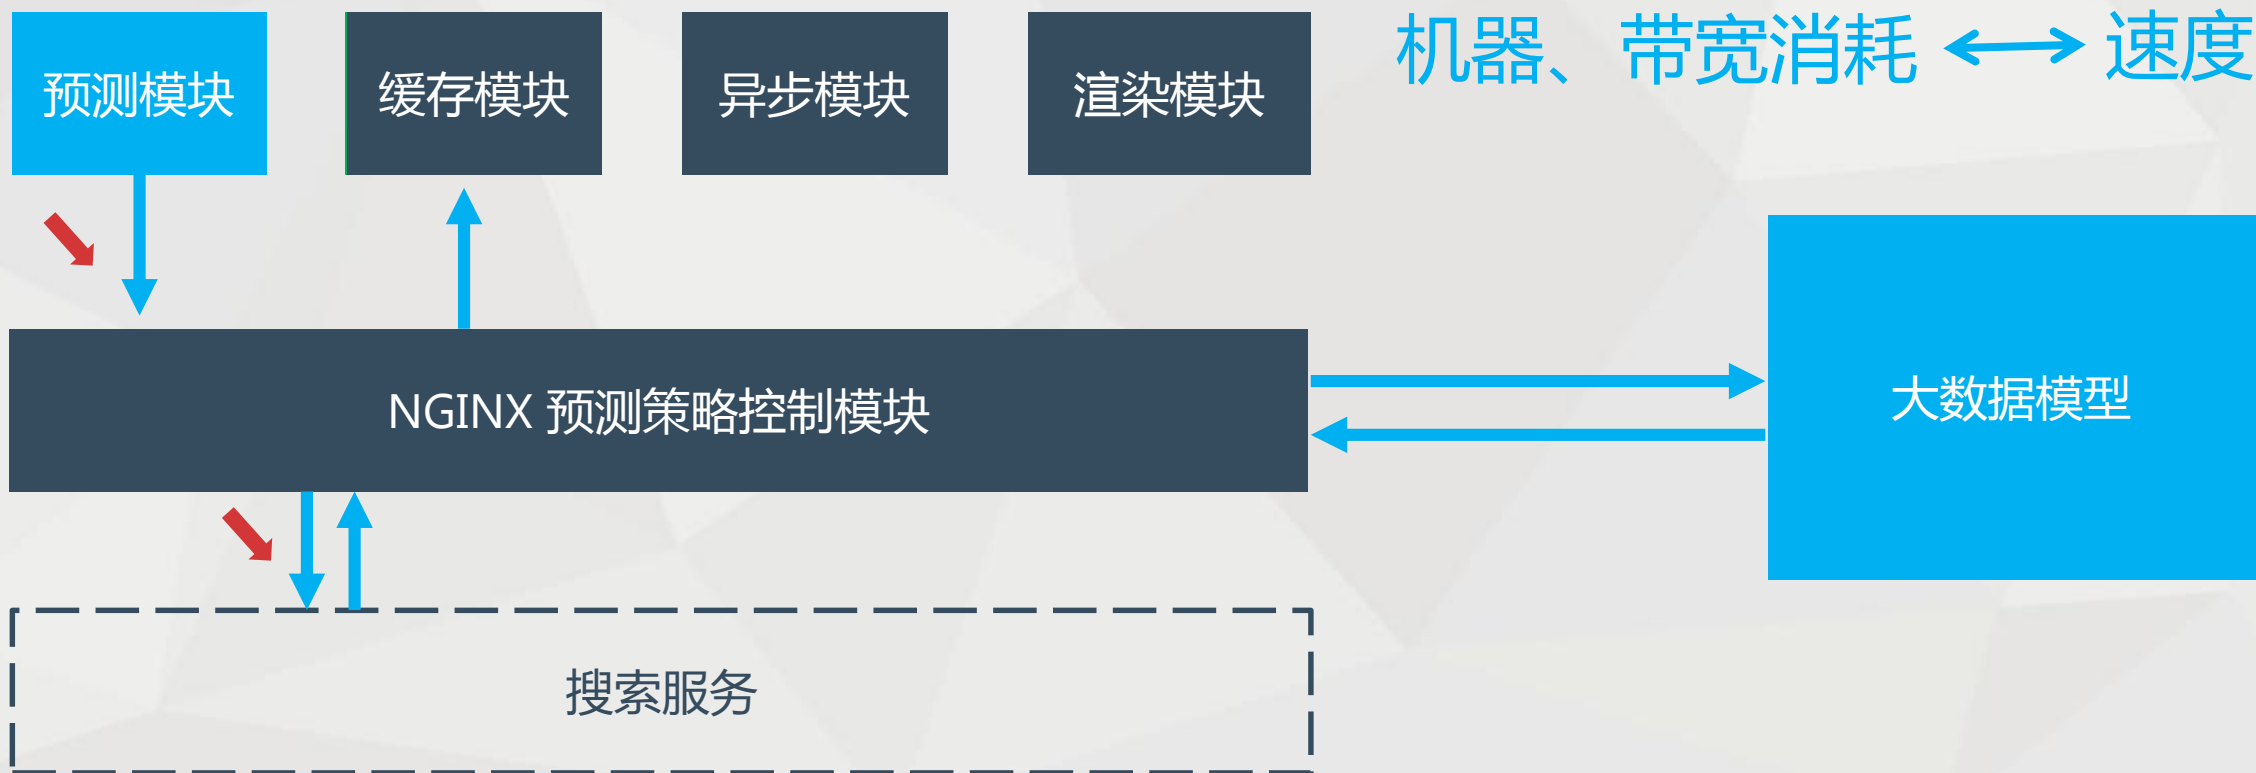 预测模块
缓存模块
异步模块
渲染模块
机器、带宽消耗
速度
NGINX 预测策略控制模块
大数据模型
搜索服务